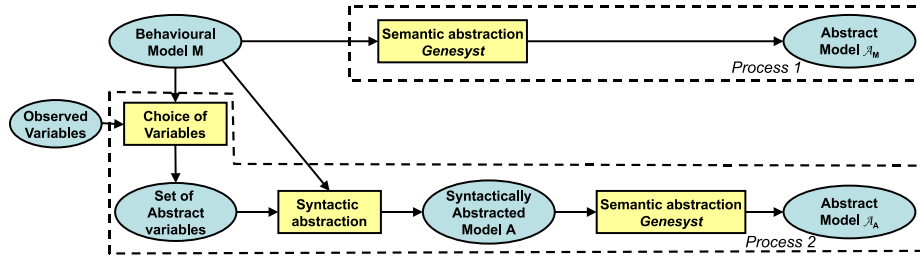 Behavioural
Model M
Semantic abstraction
Genesyst
Abstract
Model 𝒜M
Process 1
Observed
Variables
Choice of
Variables
Set of
Abstract
variables
Syntactic
abstraction
Syntactically
Abstracted
Model A
Semantic abstraction
Genesyst
Abstract
Model 𝒜A
Process 2